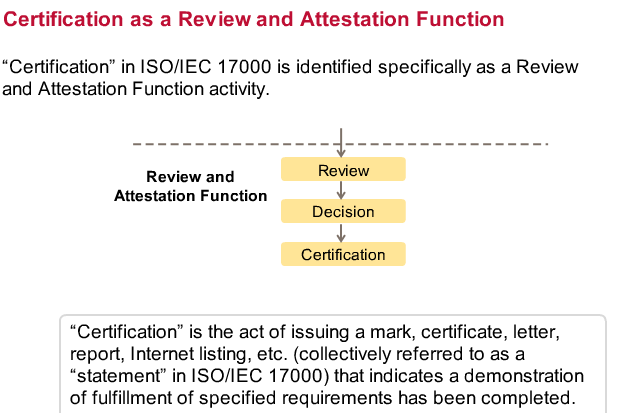 Certification as a Review and Attestation Function
“Certification” in ISO/IEC 17000 is identified specifically as a Review
and Attestation Function activity.
Review and
Attestation Function
Review
Decision
Certification
“Certification” is the act of issuing a mark, certificate, letter,
report, Internet listing, etc. (collectively referred to as a
“statement” in ISO/IEC 17000) that indicates a demonstration
of fulfillment of specified requirements has been completed.